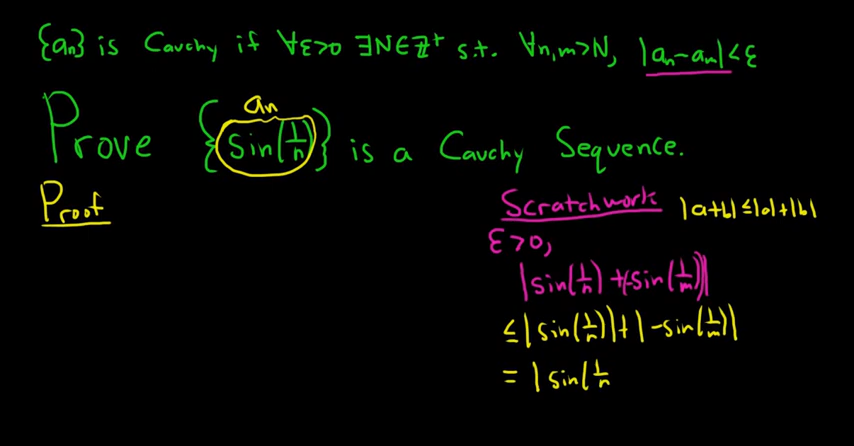 {aₙ} is Cauchy if ∀ε>0 ∃N∈ℤ⁺ s.t. ∀n,m>N, |aₙ-aₘ|<ε
aₙ
Prove {sin(1/n)} is a Cauchy Sequence.
Proof
Scratchwork |a+b|≤|a|+|b|
ε>0,
|sin(1/n)+(-sin(1/m))|
≤|sin(1/n)|+|-sin(1/m)|
= |sin(1/n